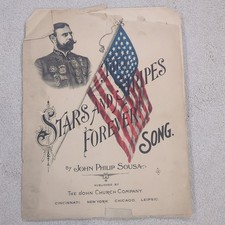 STARS AND STRIPES
FOREVER
SONG.
BY JOHN PHILIP SOUSA
PUBLISHED BY
THE JOHN CHURCH COMPANY
CINCINNATI, NEW YORK, CHICAGO, LEIPSIC.